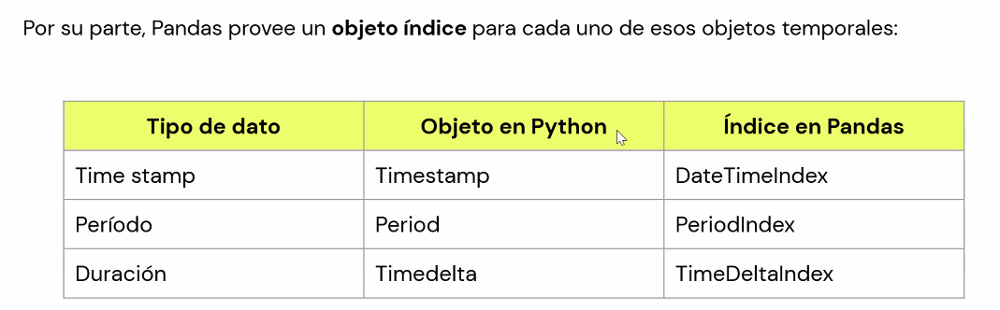 Por su parte, Pandas provee un objeto índice para cada uno de esos objetos temporales:
Tipo de dato Objeto en Python Índice en Pandas
Time stamp Timestamp DateTimeIndex
Período Period PeriodIndex
Duración Timedelta TimeDeltaIndex